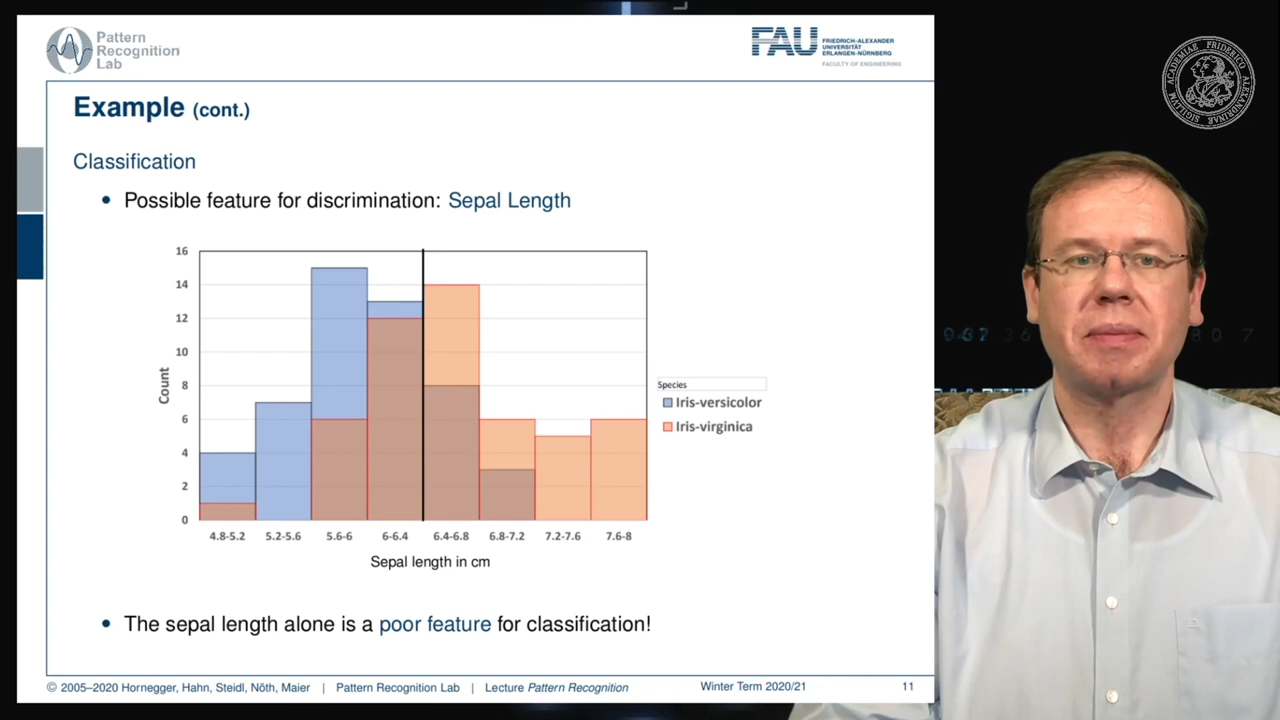 Pattern
Recognition
Lab
FAU
FRIEDRICH-ALEXANDER
UNIVERSITÄT
ERLANGEN-NÜRNBERG
FACULTY OF ENGINEERING
Example (cont.)
Classification
• Possible feature for discrimination: Sepal Length
16
14
12
10
8
6
4
2
0
Count
4.8-5.2 5.2-5.6 5.6-6 6-6.4 6.4-6.8 6.8-7.2 7.2-7.6 7.6-8
Sepal length in cm
Species
Iris-versicolor
Iris-virginica
• The sepal length alone is a poor feature for classification!
© 2005–2020 Hornegger, Hahn, Steidl, Nöth, Maier | Pattern Recognition Lab | Lecture Pattern Recognition Winter Term 2020/21 11
ACADEMIAE FRIDERICO ALEXANDRINAE SIGILLVM